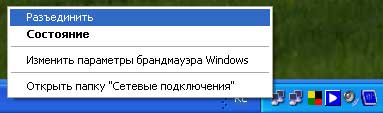 Разъединить
Состояние
Изменить параметры брандмауэра Windows
Открыть папку "Сетевые подключения"